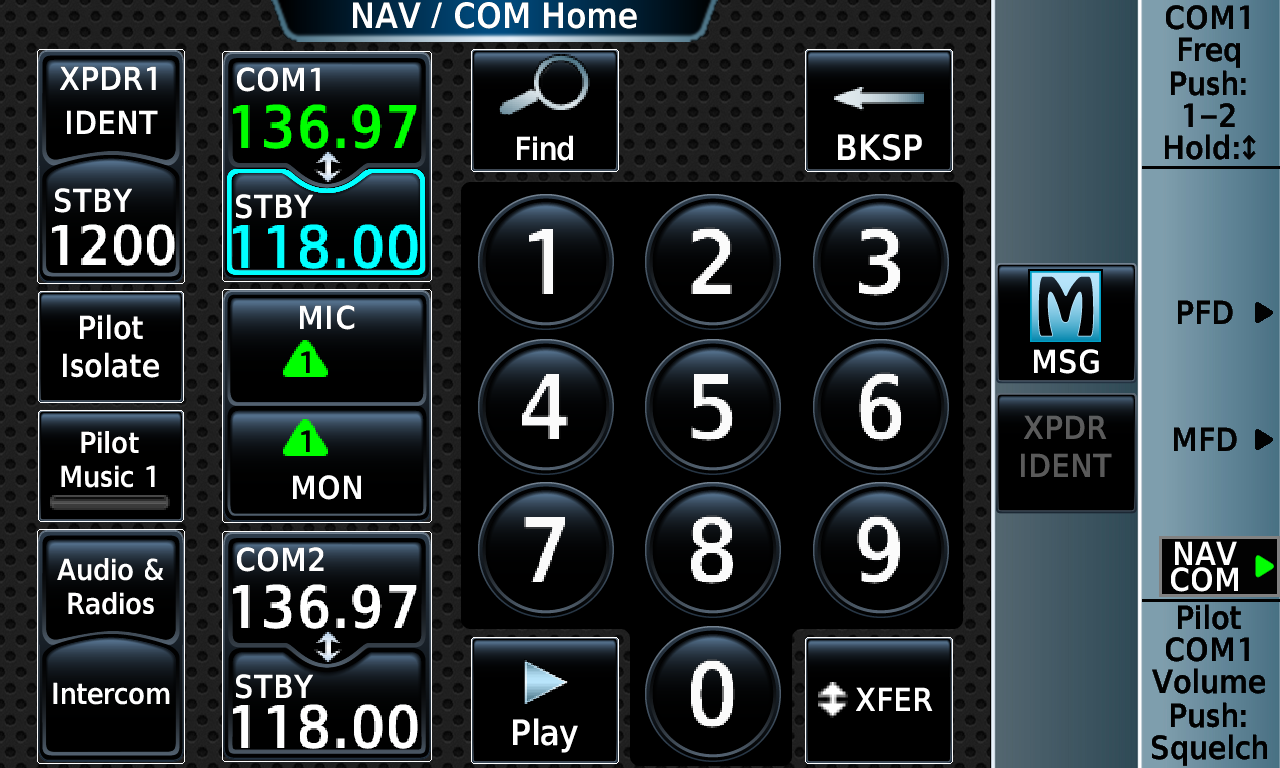 NAV / COM Home
XPDR1
IDENT
STBY
1200
Pilot
Isolate
Pilot
Music 1
Audio &
Radios
Intercom
COM1
136.97
STBY
118.00
MIC
1
1
MON
COM2
136.97
STBY
118.00
Find
BKSP
1 2 3
4 5 6
7 8 9
Play
0
XFER
M
MSG
XPDR
IDENT
COM1
Freq
Push:
1–2
Hold:↕
PFD
MFD
NAV
COM
Pilot
COM1
Volume
Push:
Squelch